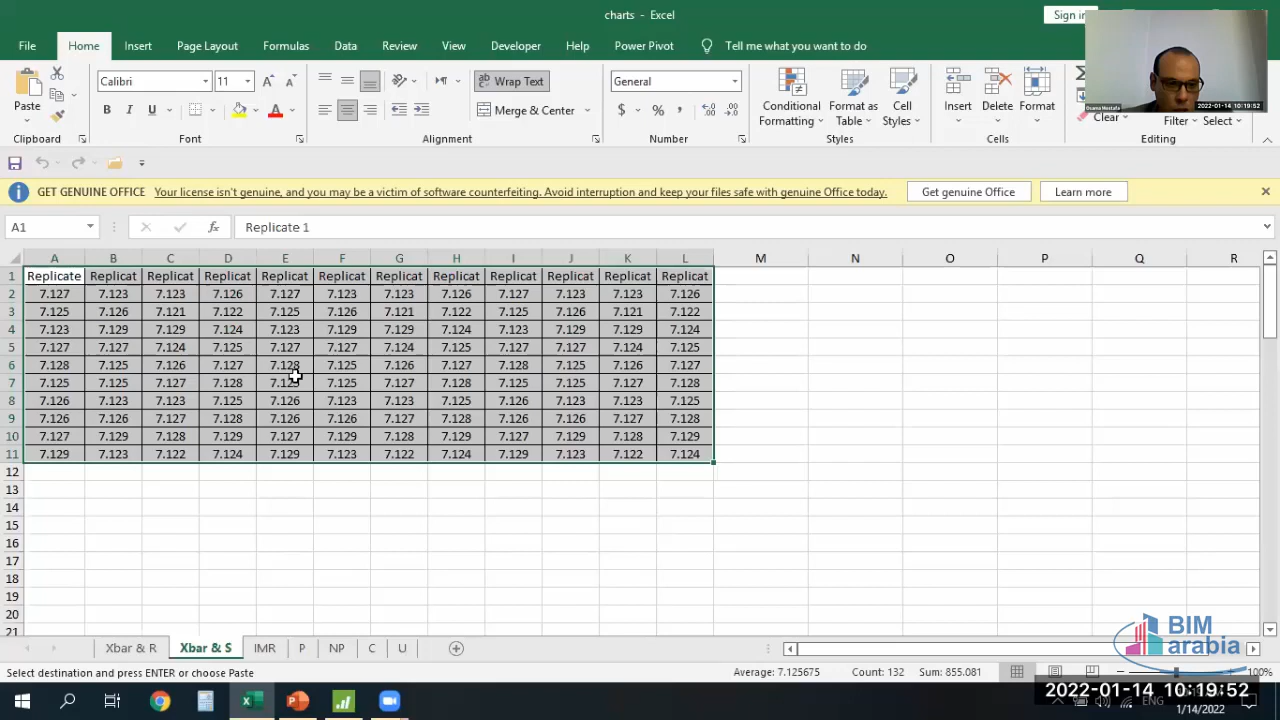 charts - Excel
Sign in
File Home Insert Page Layout Formulas Data Review View Developer Help Power Pivot Tell me what you want to do
Osama Mostafa
2022-01-14 10:19:52
Paste
Calibri 11
Wrap Text
General
Merge & Center
Conditional Formatting
Format as Table
Cell Styles
Insert Delete Format
Clear
Filter Select
Clipboard Font Alignment Number Styles Cells Editing
GET GENUINE OFFICE Your license isn't genuine, and you may be a victim of software counterfeiting. Avoid interruption and keep your files safe with genuine Office today. Get genuine Office Learn more
A1 fx Replicate 1
A B C D E F G H I J K L M N O P Q R
1 Replicate Replicat Replicat Replicat Replicat Replicat Replicat Replicat Replicat Replicat Replicat Replicat
2 7.127 7.123 7.123 7.126 7.127 7.123 7.123 7.126 7.127 7.123 7.123 7.126
3 7.125 7.126 7.121 7.122 7.125 7.126 7.121 7.122 7.125 7.126 7.121 7.122
4 7.123 7.129 7.129 7.124 7.123 7.129 7.129 7.124 7.123 7.129 7.129 7.124
5 7.127 7.127 7.124 7.125 7.127 7.127 7.124 7.125 7.127 7.127 7.124 7.125
6 7.128 7.125 7.126 7.127 7.128 7.125 7.126 7.127 7.128 7.125 7.126 7.127
7 7.125 7.125 7.127 7.128 7.125 7.125 7.127 7.128 7.125 7.125 7.127 7.128
8 7.126 7.123 7.123 7.125 7.126 7.123 7.123 7.125 7.126 7.123 7.123 7.125
9 7.126 7.126 7.127 7.128 7.126 7.126 7.127 7.128 7.126 7.126 7.127 7.128
10 7.127 7.129 7.128 7.129 7.127 7.129 7.128 7.129 7.127 7.129 7.128 7.129
11 7.129 7.123 7.122 7.124 7.129 7.123 7.122 7.124 7.129 7.123 7.122 7.124
12
13
14
15
16
17
18
19
20
21
BIM
arabia
Xbar & R Xbar & S IMR P NP C U
Select destination and press ENTER or choose Paste Average: 7.125675 Count: 132 Sum: 855.081 100%
2022-01-14 10:19:52
ENG
1/14/2022